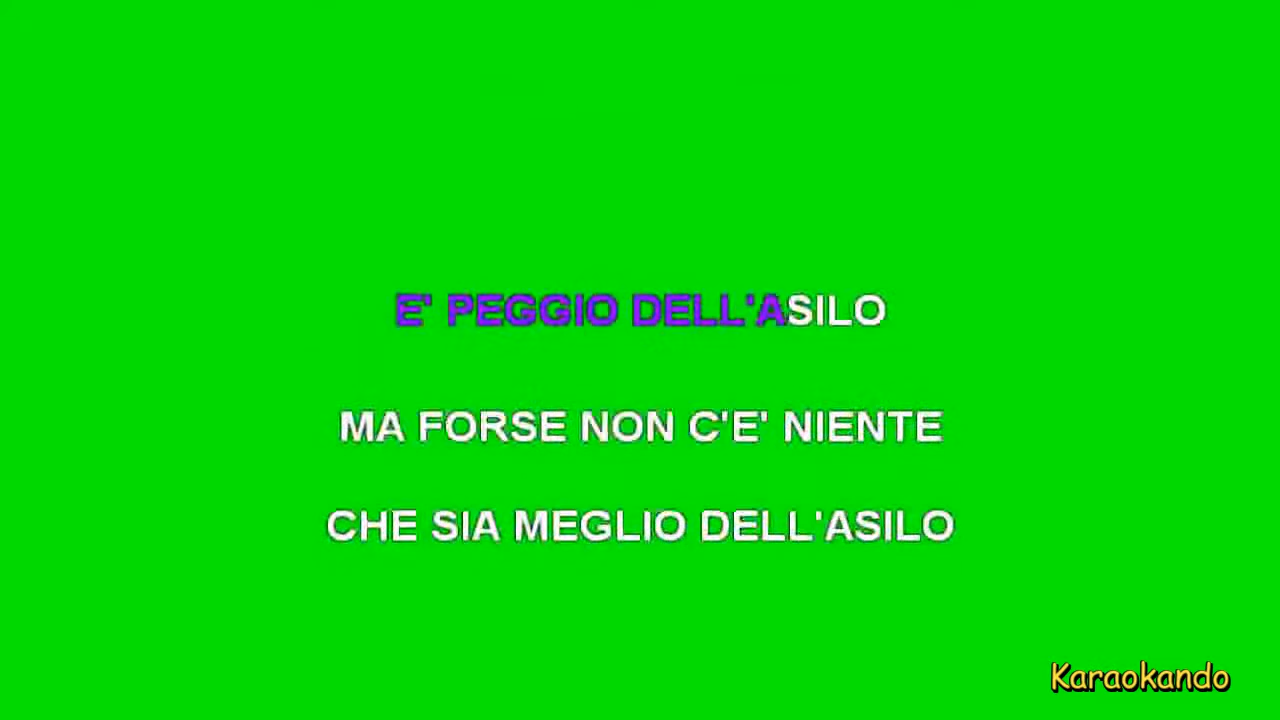 E' PEGGIO DELL'ASILO
MA FORSE NON C'E' NIENTE
CHE SIA MEGLIO DELL'ASILO
Karaokando